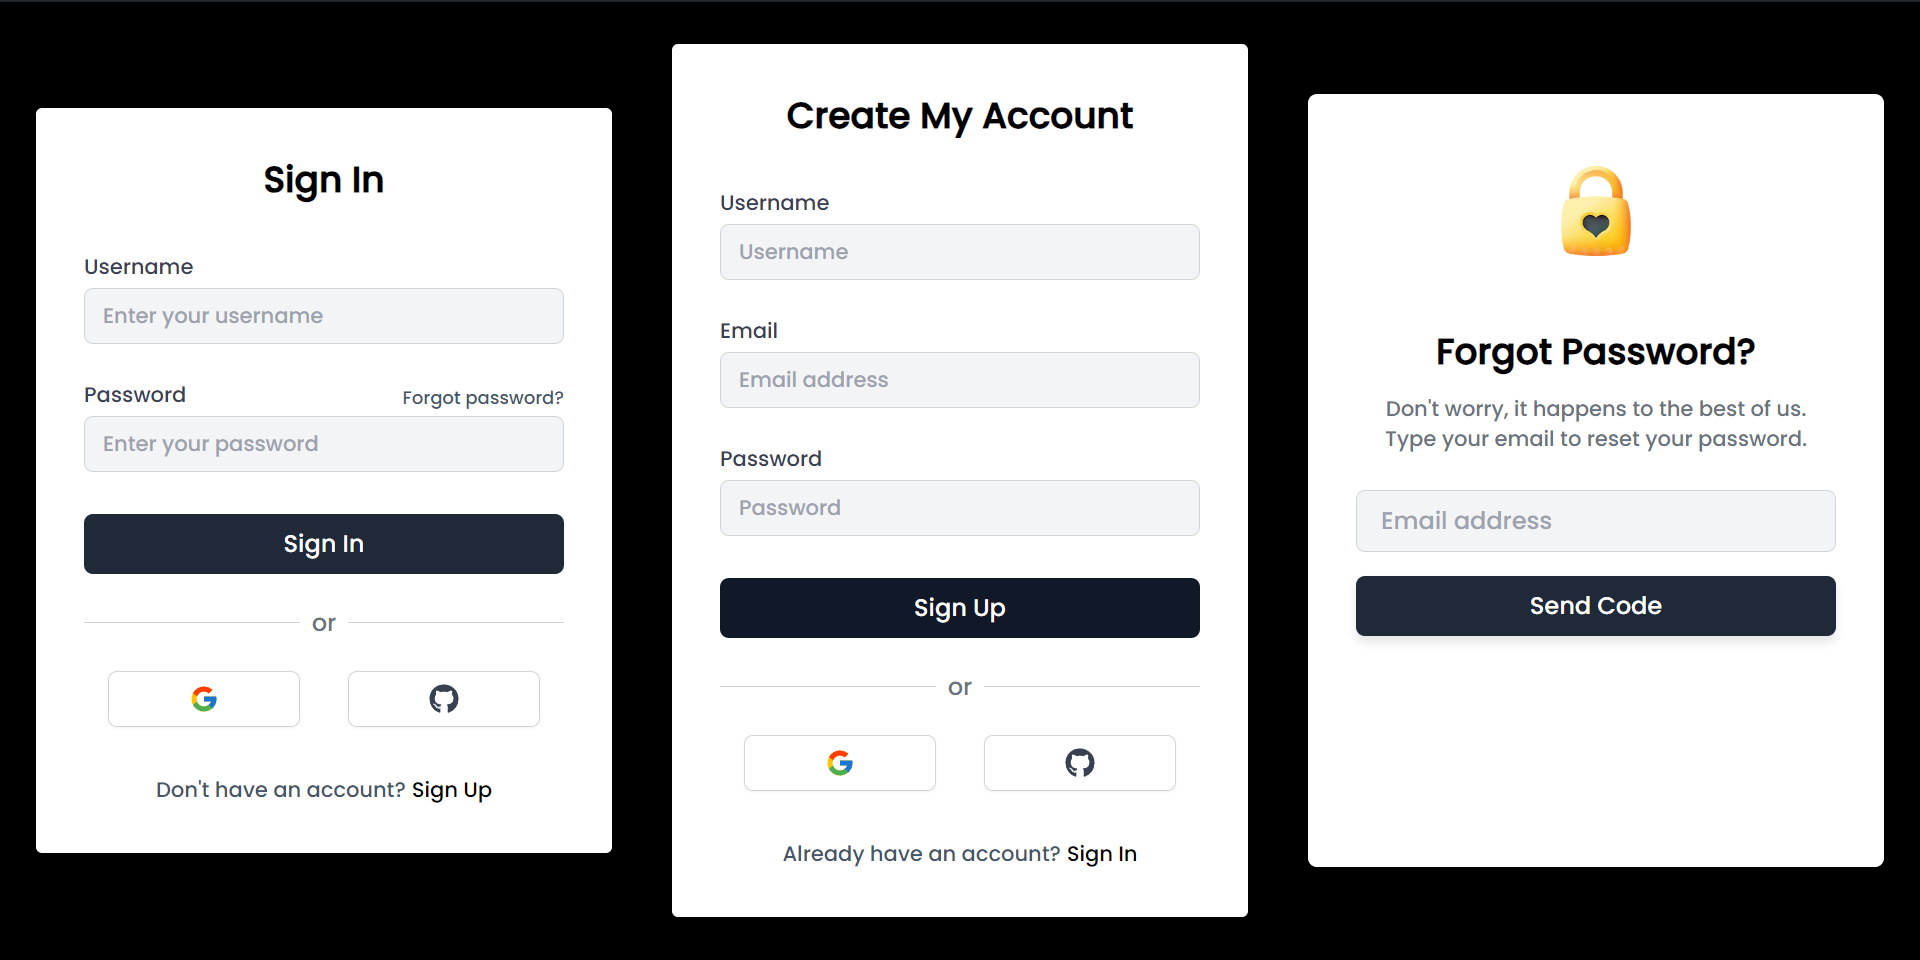 Sign In
Username
Enter your username
Password
Forgot password?
Enter your password
Sign In
or
Don't have an account? Sign Up
Create My Account
Username
Username
Email
Email address
Password
Password
Sign Up
or
Already have an account? Sign In
Forgot Password?
Don't worry, it happens to the best of us.
Type your email to reset your password.
Email address
Send Code